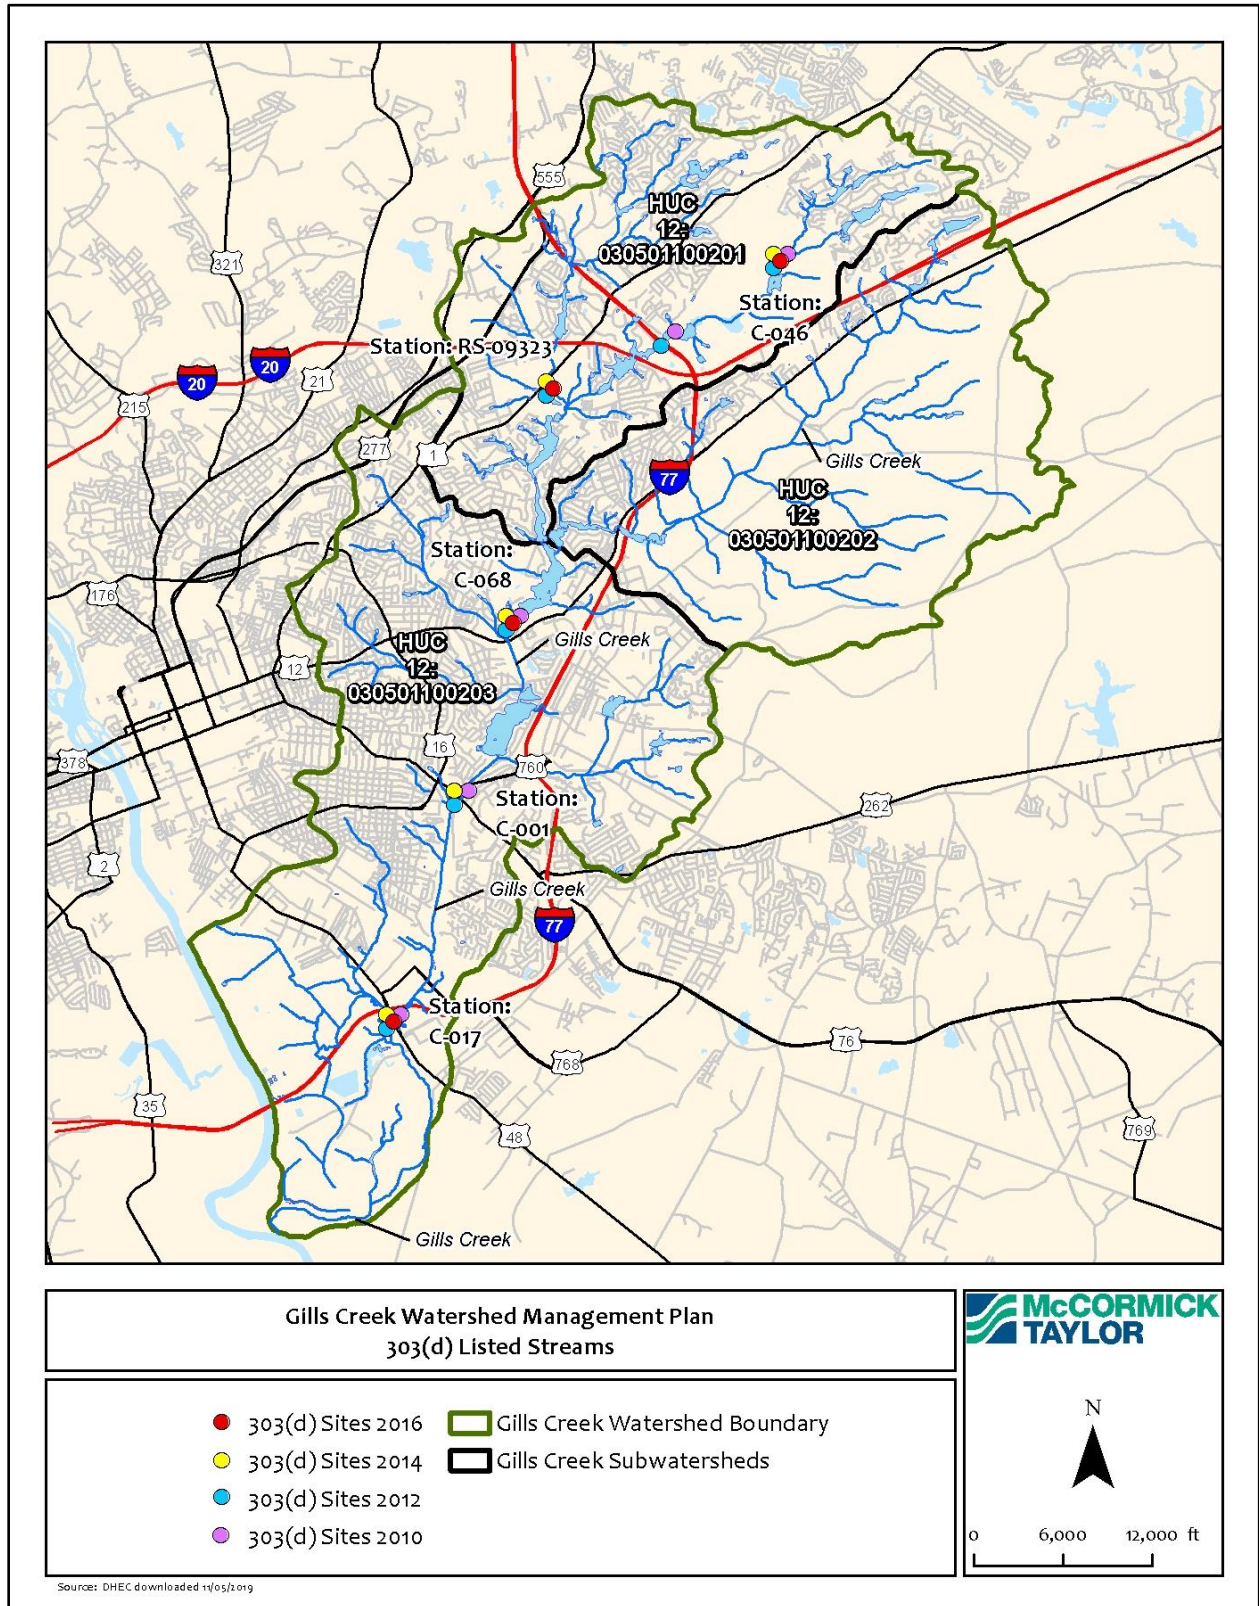 555
HUC
12:
030501100201
321
Station:
C-046
Station: RS-09323
20
20
21
215
277
1
Gills Creek
77
HUC
12:
030501100202
Station:
C-068
176
Gills Creek
HUC
12:
030501100203
12
16
378
760
Station:
C-001
262
2
Gills Creek
77
Station:
C-017
76
768
35
48
769
Gills Creek
Gills Creek Watershed Management Plan
303(d) Listed Streams
McCORMICK
TAYLOR
303(d) Sites 2016
Gills Creek Watershed Boundary
303(d) Sites 2014
Gills Creek Subwatersheds
303(d) Sites 2012
303(d) Sites 2010
N
0 6,000 12,000 ft
Source: DHEC downloaded 11/05/2019